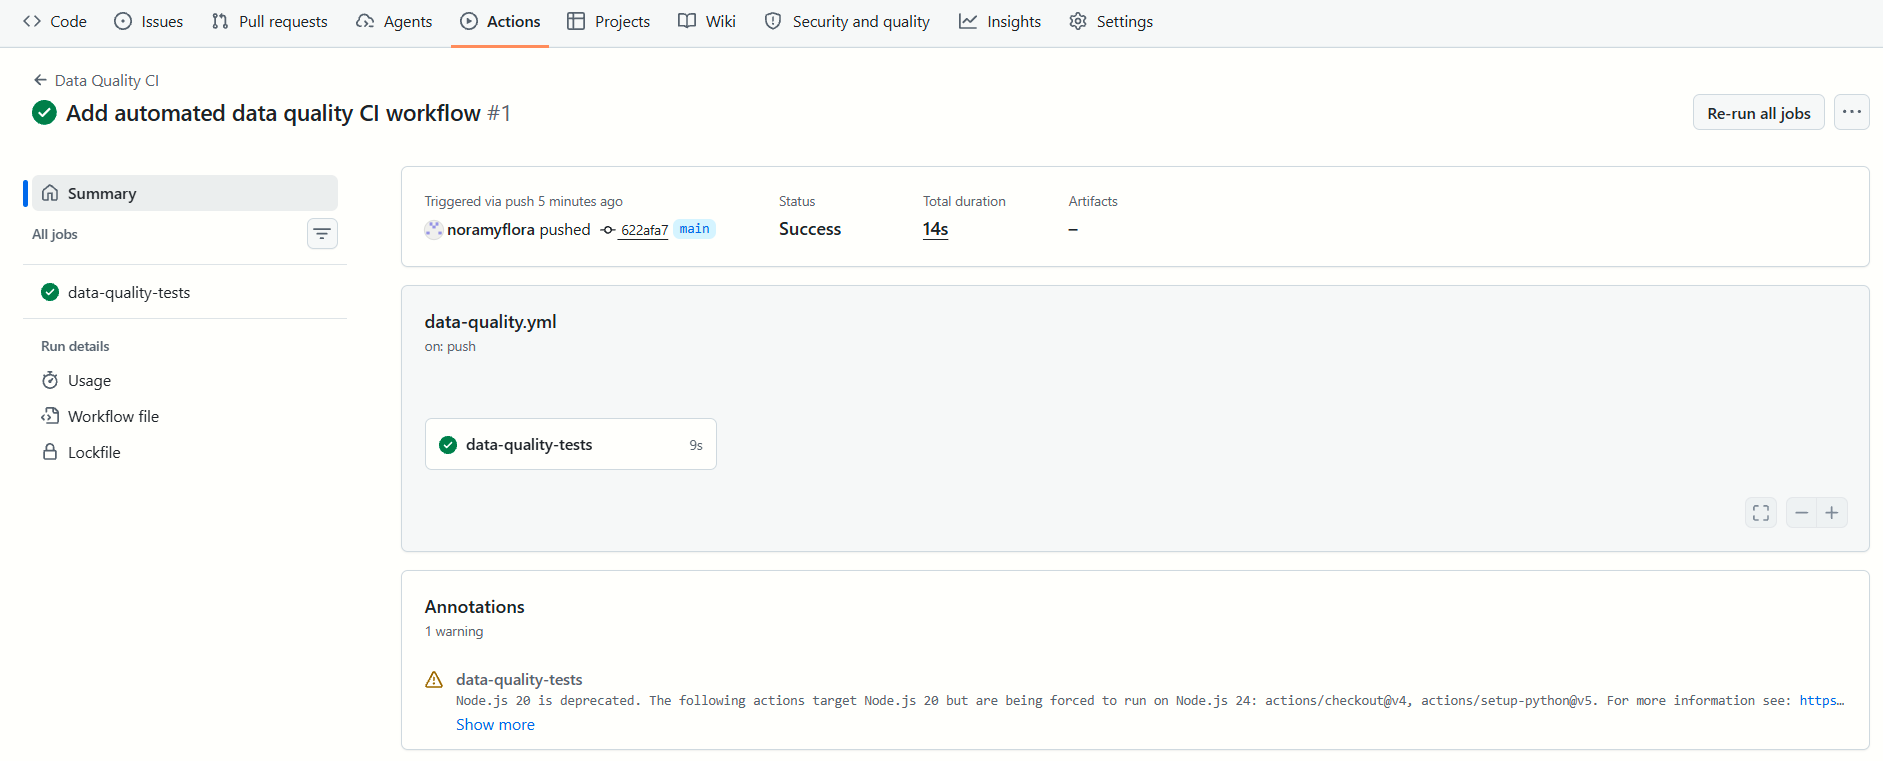 Code Issues Pull requests Agents Actions Projects Wiki Security and quality Insights Settings
Data Quality CI
Add automated data quality CI workflow #1
Re-run all jobs
Summary
All jobs
data-quality-tests
Run details
Usage
Workflow file
Lockfile
Triggered via push 5 minutes ago
noramyflora pushed 622afa7 main
Status
Success
Total duration
14s
Artifacts
–
data-quality.yml
on: push
data-quality-tests 9s
Annotations
1 warning
data-quality-tests
Node.js 20 is deprecated. The following actions target Node.js 20 but are being forced to run on Node.js 24: actions/checkout@v4, actions/setup-python@v5. For more information see: https…
Show more